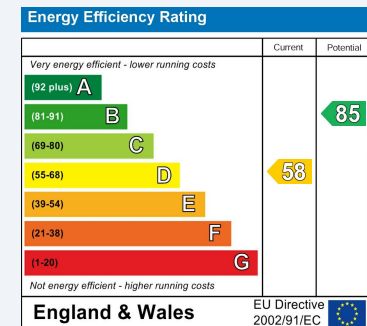 Energy Efficiency Rating
Current Potential
Very energy efficient - lower running costs
(92 plus) A
(81-91) B
85
(69-80) C
(55-68) D
58
(39-54) E
(21-38) F
(1-20) G
Not energy efficient - higher running costs
England & Wales
EU Directive
2002/91/EC